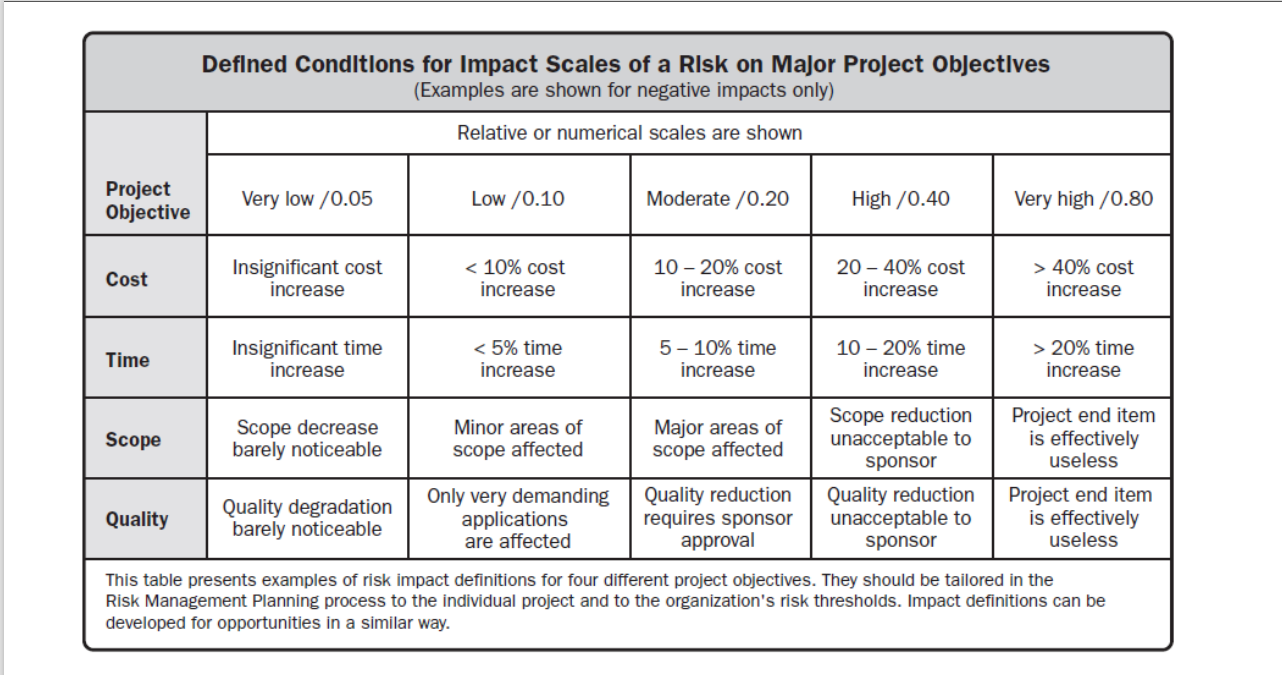 Defined Conditions for Impact Scales of a Risk on Major Project Objectives
(Examples are shown for negative impacts only)
Relative or numerical scales are shown
Project
Objective
Very low /0.05
Low /0.10
Moderate /0.20
High /0.40
Very high /0.80
Cost
Insignificant cost
increase
< 10% cost
increase
10 – 20% cost
increase
20 – 40% cost
increase
> 40% cost
increase
Time
Insignificant time
increase
< 5% time
increase
5 – 10% time
increase
10 – 20% time
increase
> 20% time
increase
Scope
Scope decrease
barely noticeable
Minor areas of
scope affected
Major areas of
scope affected
Scope reduction
unacceptable to
sponsor
Project end item
is effectively
useless
Quality
Quality degradation
barely noticeable
Only very demanding
applications
are affected
Quality reduction
requires sponsor
approval
Quality reduction
unacceptable to
sponsor
Project end item
is effectively
useless
This table presents examples of risk impact definitions for four different project objectives. They should be tailored in the
Risk Management Planning process to the individual project and to the organization's risk thresholds. Impact definitions can be
developed for opportunities in a similar way.